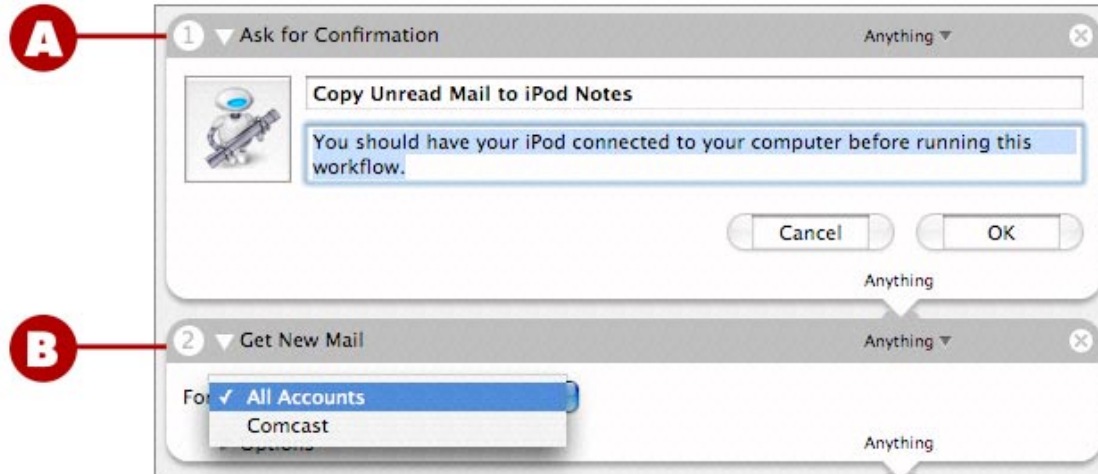 A
1 Ask for Confirmation Anything
Copy Unread Mail to iPod Notes
You should have your iPod connected to your computer before running this
workflow.
Cancel OK
Anything
B
2 Get New Mail Anything
For
✓ All Accounts
Comcast
Options
Anything